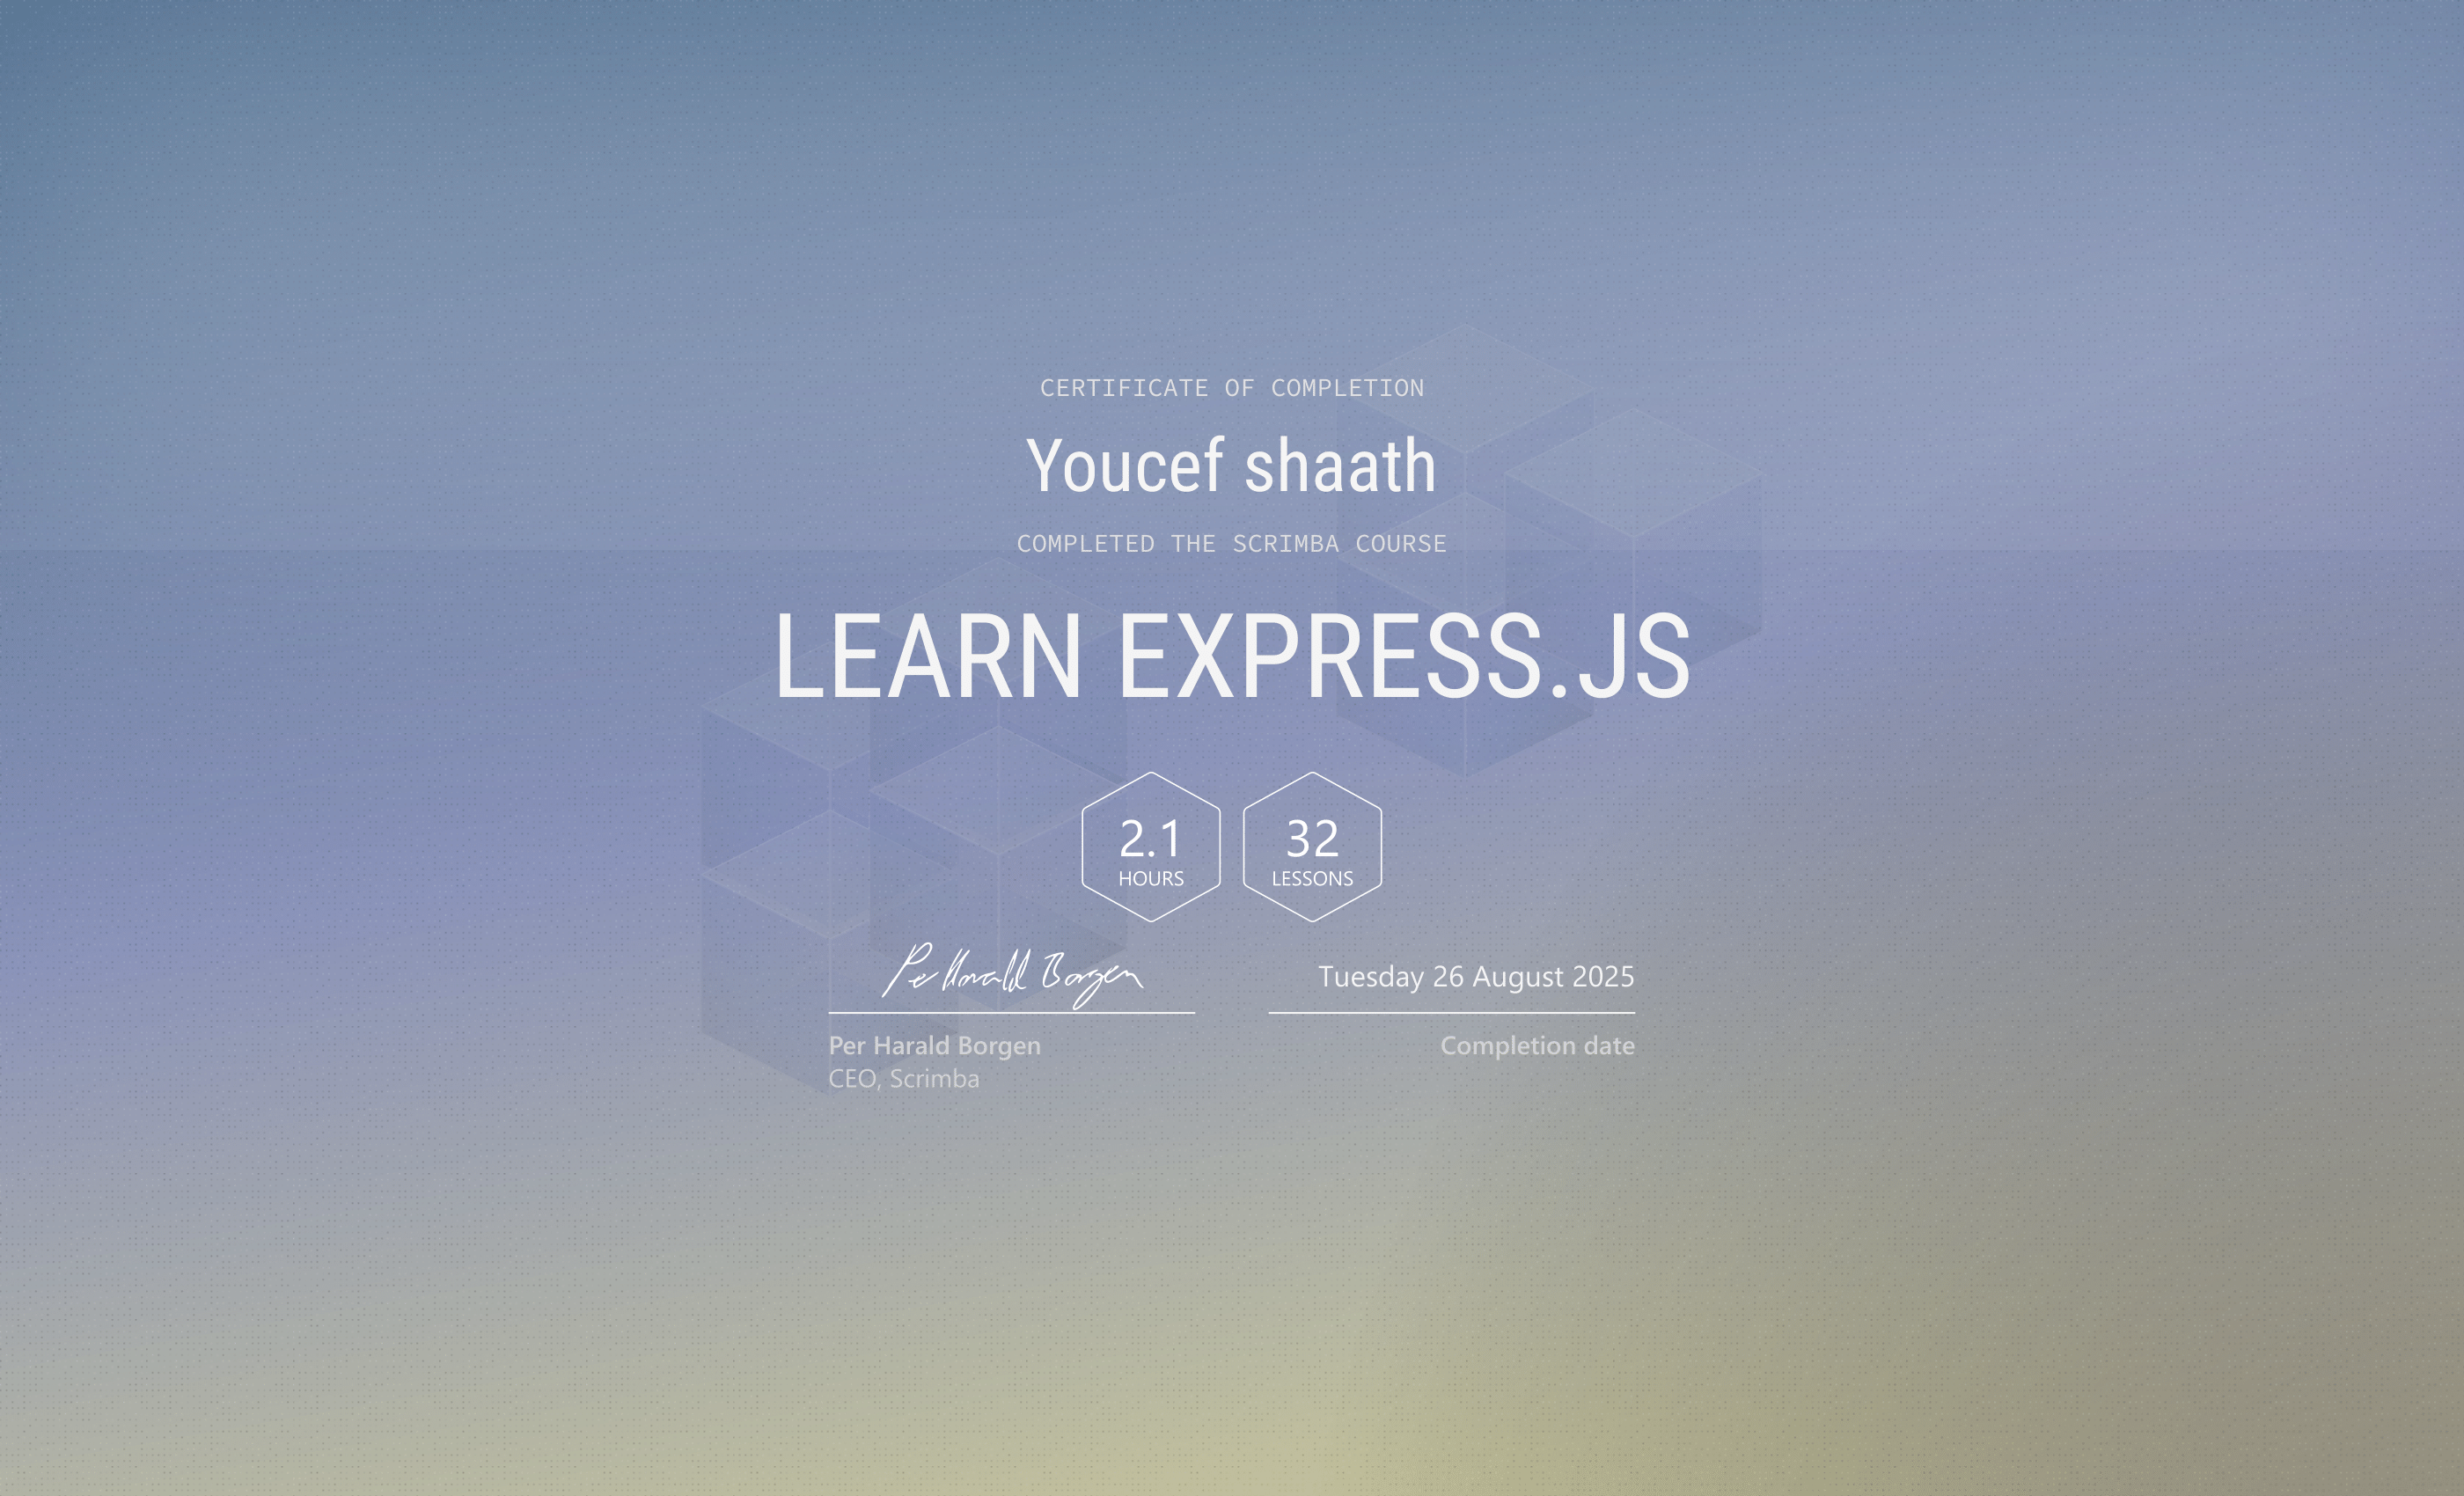 CERTIFICATE OF COMPLETION
Youcef shaath
COMPLETED THE SCRIMBA COURSE
LEARN EXPRESS.JS
2.1
HOURS
32
LESSONS
Per Harald Borgen
Tuesday 26 August 2025
Per Harald Borgen
Completion date
CEO, Scrimba